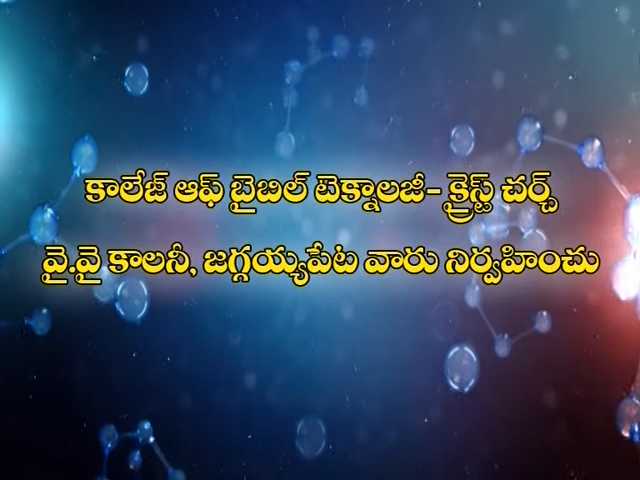 కాలేజ్ ఆఫ్ బైబిల్ టెక్నాలజీ- క్రైస్ట్ చర్చ్
వై.వై కాలనీ, జగ్గయ్యపేట వారు నిర్వహించు